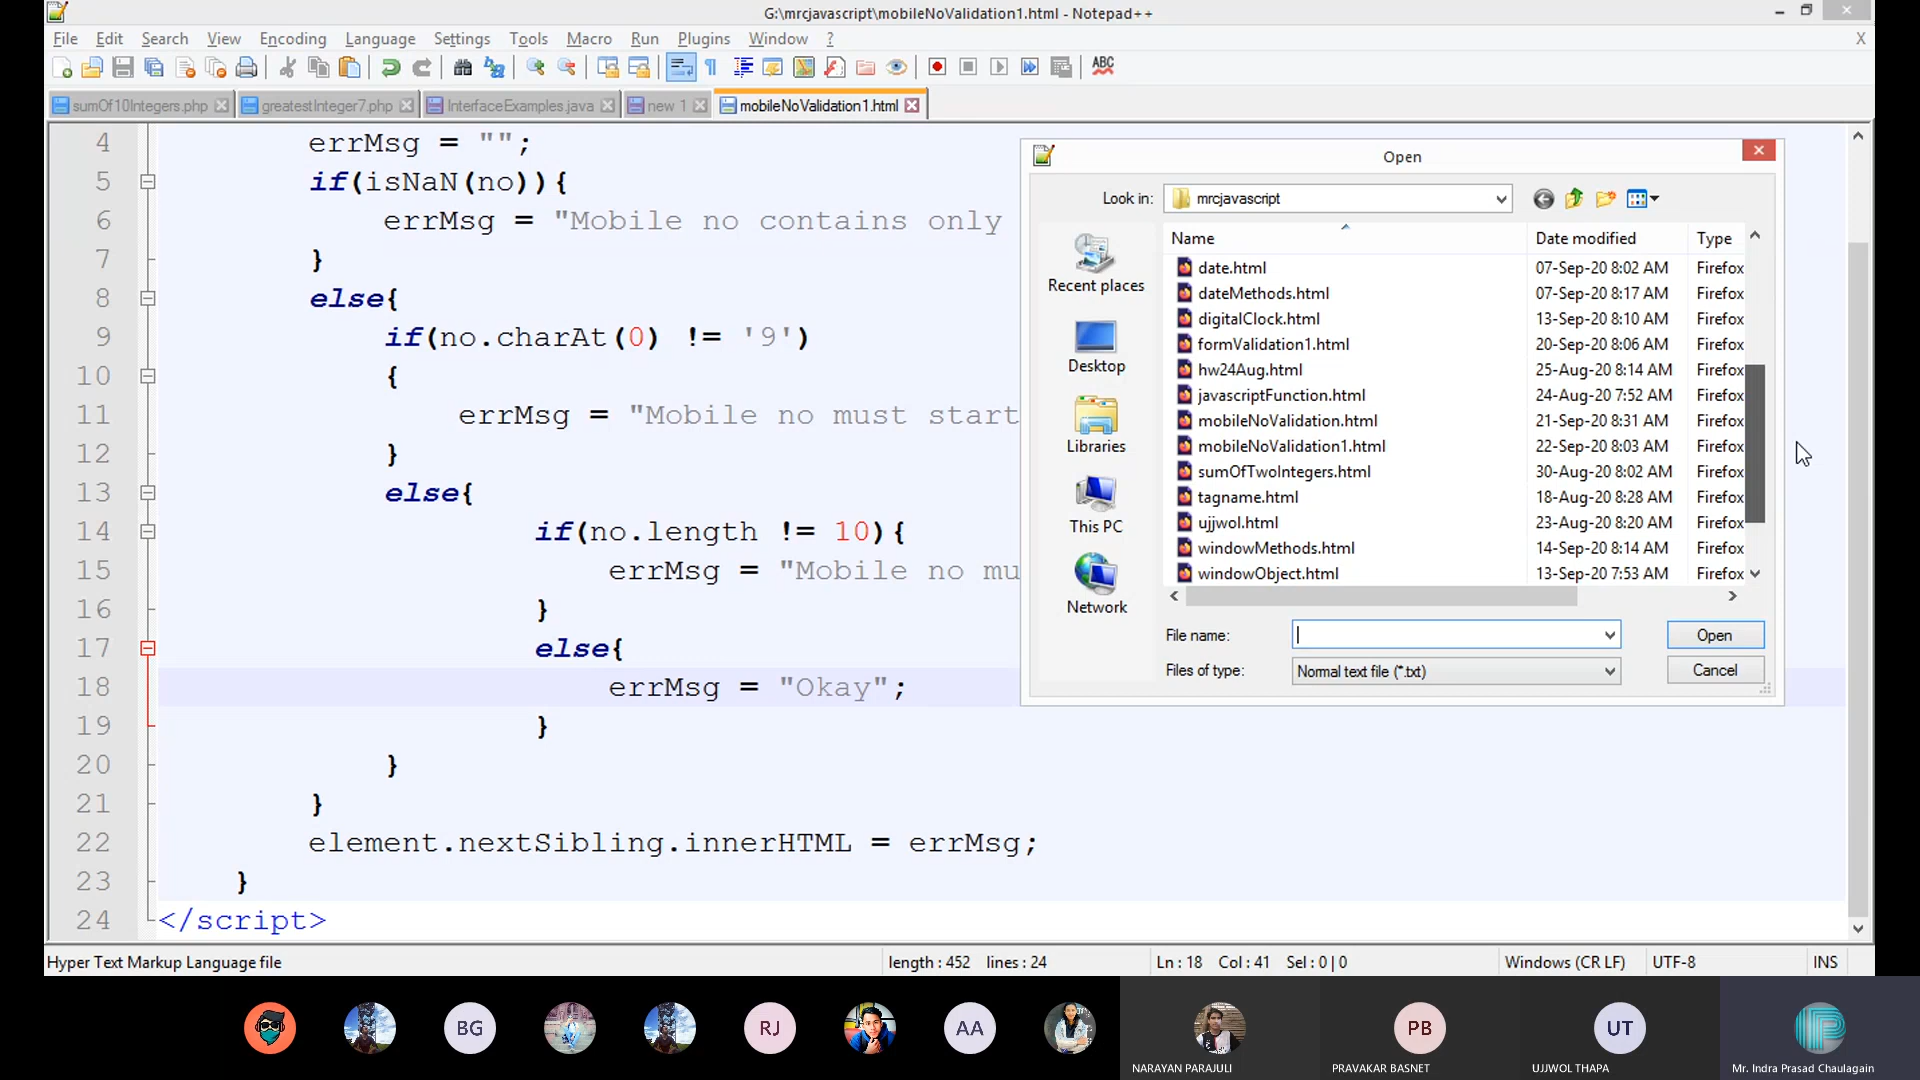 G:\mrcjavascript\mobileNoValidation1.html - Notepad++
File Edit Search View Encoding Language Settings Tools Macro Run Plugins Window ? X
ABC
sumOf10Integers.php greatestInteger7.php InterfaceExamples.java new 1 mobileNoValidation1.html
4 errMsg = "";
5 if(isNaN(no)){
6 errMsg = "Mobile no contains only
7 }
8 else{
9 if(no.charAt(0) != '9')
10 {
11 errMsg = "Mobile no must start
12 }
13 else{
14 if(no.length != 10){
15 errMsg = "Mobile no mu
16 }
17 else{
18 errMsg = "Okay";
19 }
20 }
21 }
22 element.nextSibling.innerHTML = errMsg;
23 }
24 </script>
Open
Look in: mrcjavascript
Recent places
Desktop
Libraries
This PC
Network
Name Date modified Type
date.html 07-Sep-20 8:02 AM Firefox
dateMethods.html 07-Sep-20 8:17 AM Firefox
digitalClock.html 13-Sep-20 8:10 AM Firefox
formValidation1.html 20-Sep-20 8:06 AM Firefox
hw24Aug.html 25-Aug-20 8:14 AM Firefox
javascriptFunction.html 24-Aug-20 7:52 AM Firefox
mobileNoValidation.html 21-Sep-20 8:31 AM Firefox
mobileNoValidation1.html 22-Sep-20 8:03 AM Firefox
sumOfTwoIntegers.html 30-Aug-20 8:02 AM Firefox
tagname.html 18-Aug-20 8:28 AM Firefox
ujjwol.html 23-Aug-20 8:20 AM Firefox
windowMethods.html 14-Sep-20 8:14 AM Firefox
windowObject.html 13-Sep-20 7:53 AM Firefox
File name: Open
Files of type: Normal text file (*.txt) Cancel
Hyper Text Markup Language file length : 452 lines : 24 Ln : 18 Col : 41 Sel : 0 | 0 Windows (CR LF) UTF-8 INS
BG RJ AA PB UT
NARAYAN PARAJULI PRAVAKAR BASNET UJJWOL THAPA Mr. Indra Prasad Chaulagain